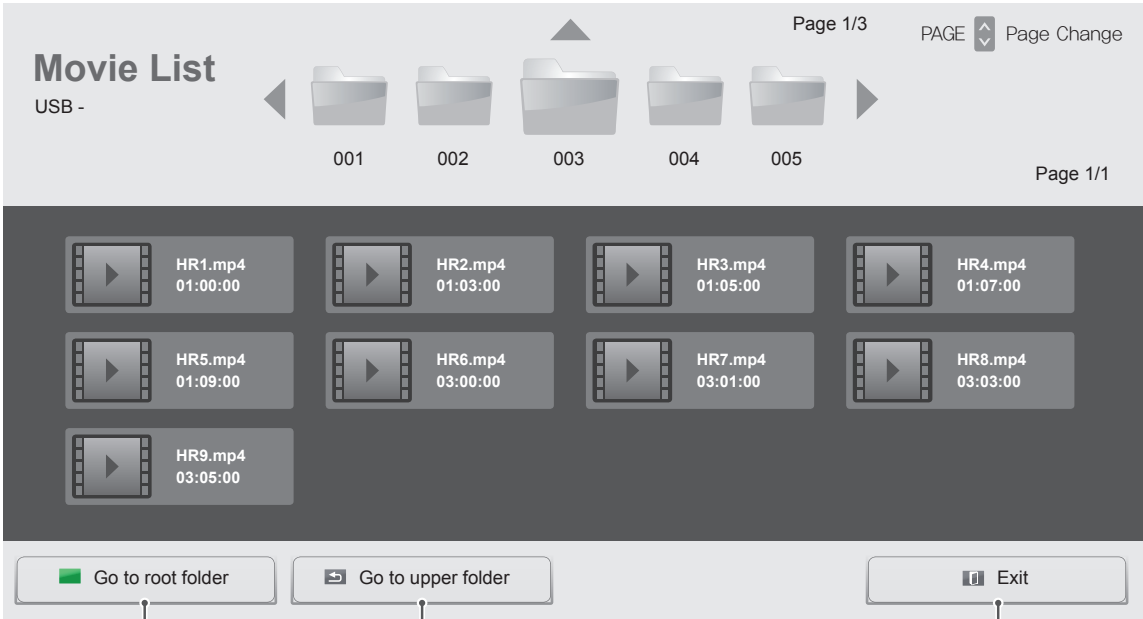 Page 1/3
PAGE Page Change
Movie List
USB -
001 002 003 004 005
Page 1/1
HR1.mp4 HR2.mp4 HR3.mp4 HR4.mp4
01:00:00 01:03:00 01:05:00 01:07:00
HR5.mp4 HR6.mp4 HR7.mp4 HR8.mp4
01:09:00 03:00:00 03:01:00 03:03:00
HR9.mp4
03:05:00
Go to root folder Go to upper folder Exit